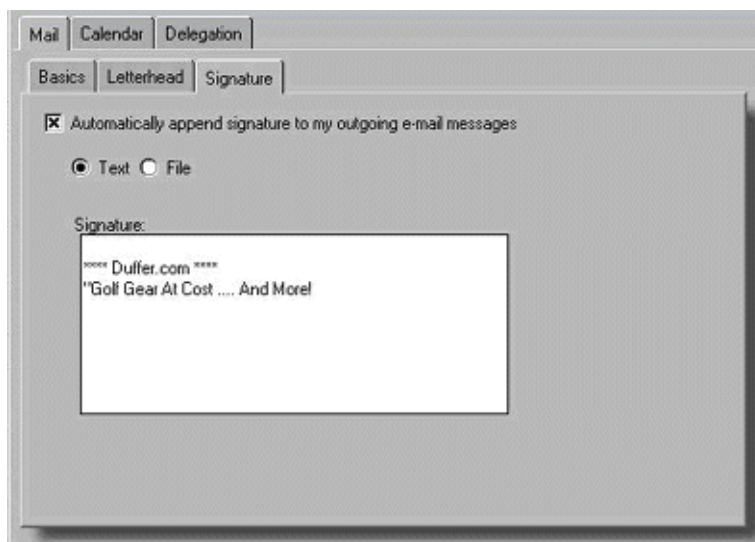 Mail Calendar Delegation
Basics Letterhead Signature
Automatically append signature to my outgoing e-mail messages
Text File
Signature:
**** Duffer.com ****
"Golf Gear At Cost .... And More!